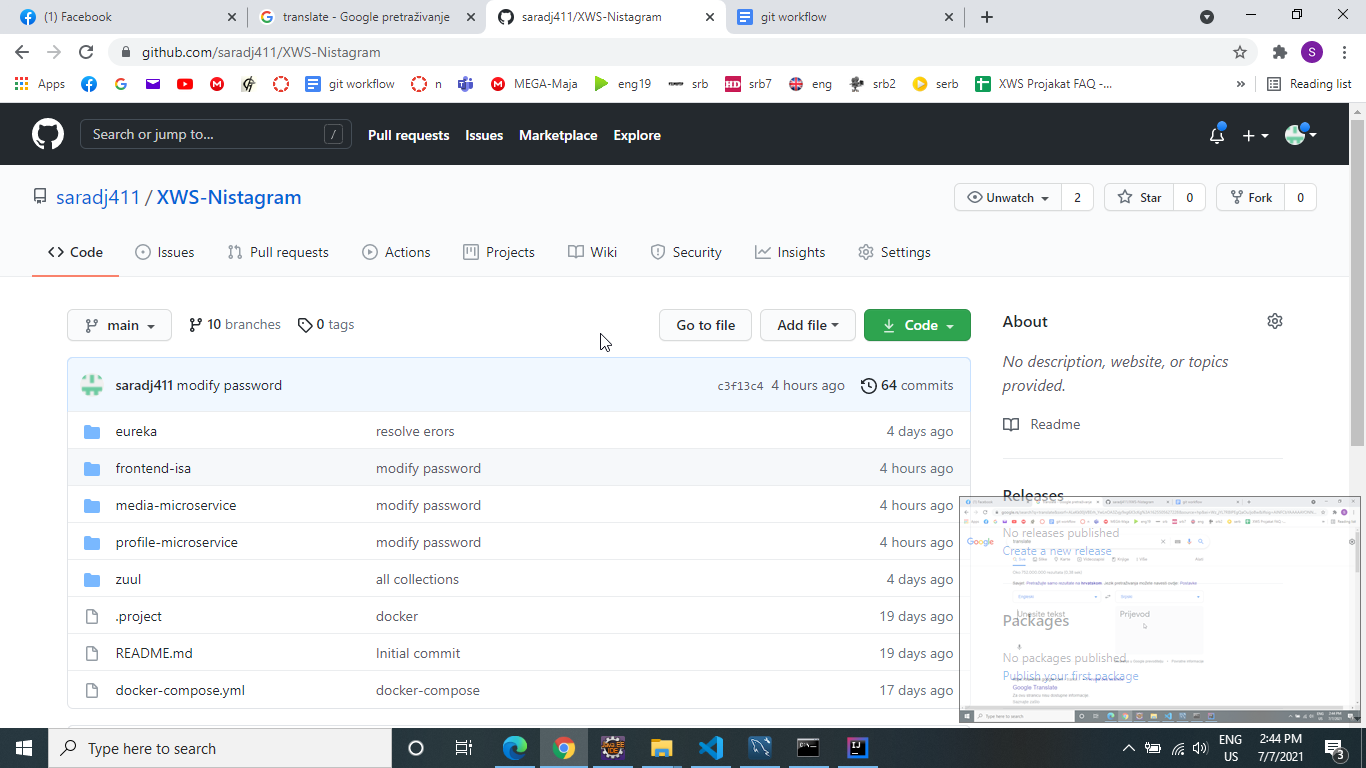 (1) Facebook
translate - Google pretraživanje
saradj411/XWS-Nistagram
git workflow
github.com/saradj411/XWS-Nistagram
S
Apps
git workflow
n
MEGA-Maja
eng19
srb
srb7
eng
srb2
serb
XWS Projakat FAQ -...
»
Reading list
Search or jump to...
/
Pull requests
Issues
Marketplace
Explore
saradj411 / XWS-Nistagram
Unwatch
2
Star
0
Fork
0
Code
Issues
Pull requests
Actions
Projects
Wiki
Security
Insights
Settings
main
10 branches
0 tags
Go to file
Add file
Code
saradj411 modify password
c3f13c4
4 hours ago
64 commits
eureka
resolve erors
4 days ago
frontend-isa
modify password
4 hours ago
media-microservice
modify password
4 hours ago
profile-microservice
modify password
4 hours ago
zuul
all collections
4 days ago
.project
docker
19 days ago
README.md
Initial commit
19 days ago
docker-compose.yml
docker-compose
17 days ago
About
No description, website, or topics
provided.
Readme
Releases
No releases published
Create a new release
Packages
No packages published
Publish your first package
Google
translate
Unesite tekst
Prijevod
Google Translate
Type here to search
ENG
US
2:44 PM
7/7/2021
3